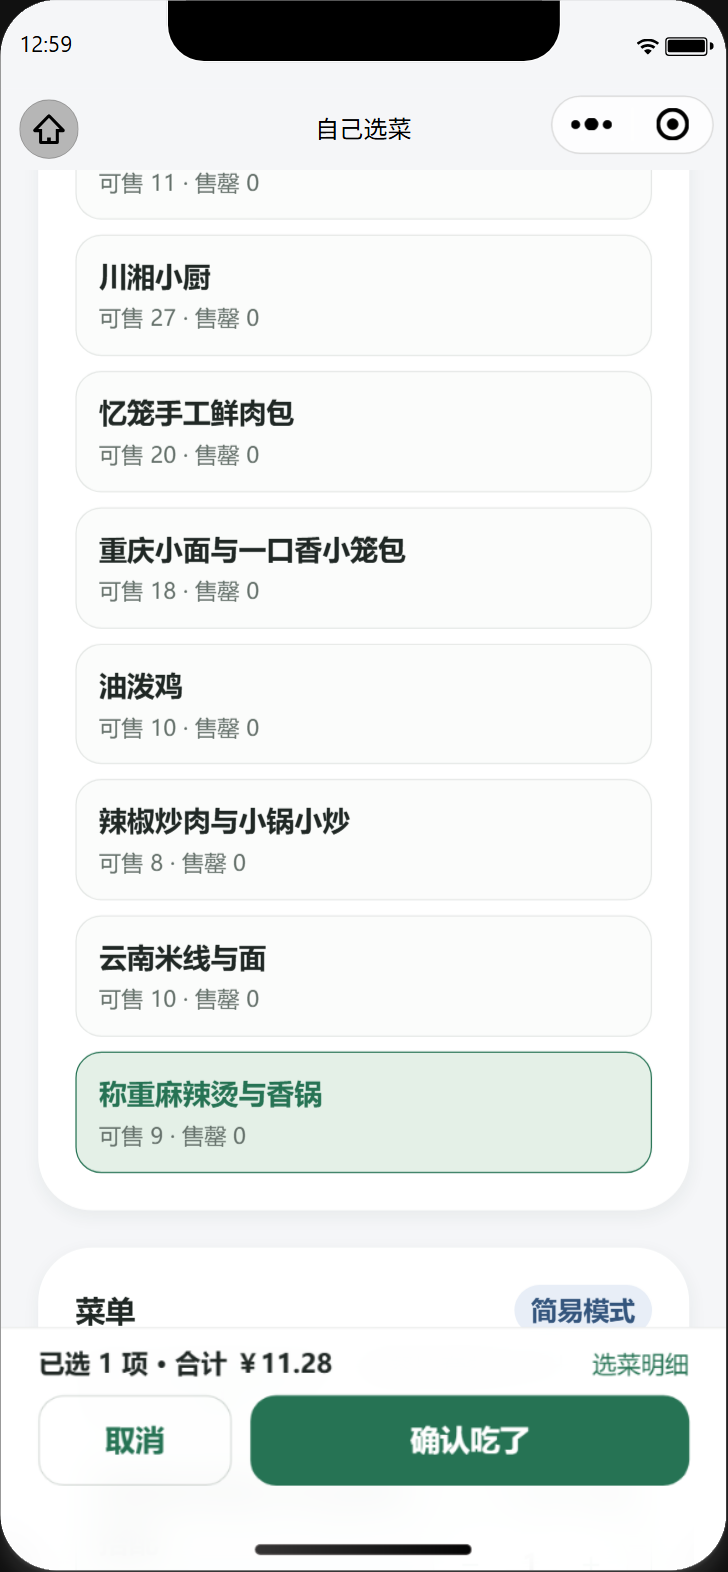 12:59
自己选菜
可售 11 · 售罄 0
川湘小厨
可售 27 · 售罄 0
忆笼手工鲜肉包
可售 20 · 售罄 0
重庆小面与一口香小笼包
可售 18 · 售罄 0
油泼鸡
可售 10 · 售罄 0
辣椒炒肉与小锅小炒
可售 8 · 售罄 0
云南米线与面
可售 10 · 售罄 0
称重麻辣烫与香锅
可售 9 · 售罄 0
菜单
简易模式
已选 1 项 • 合计 ¥11.28
选菜明细
取消
确认吃了